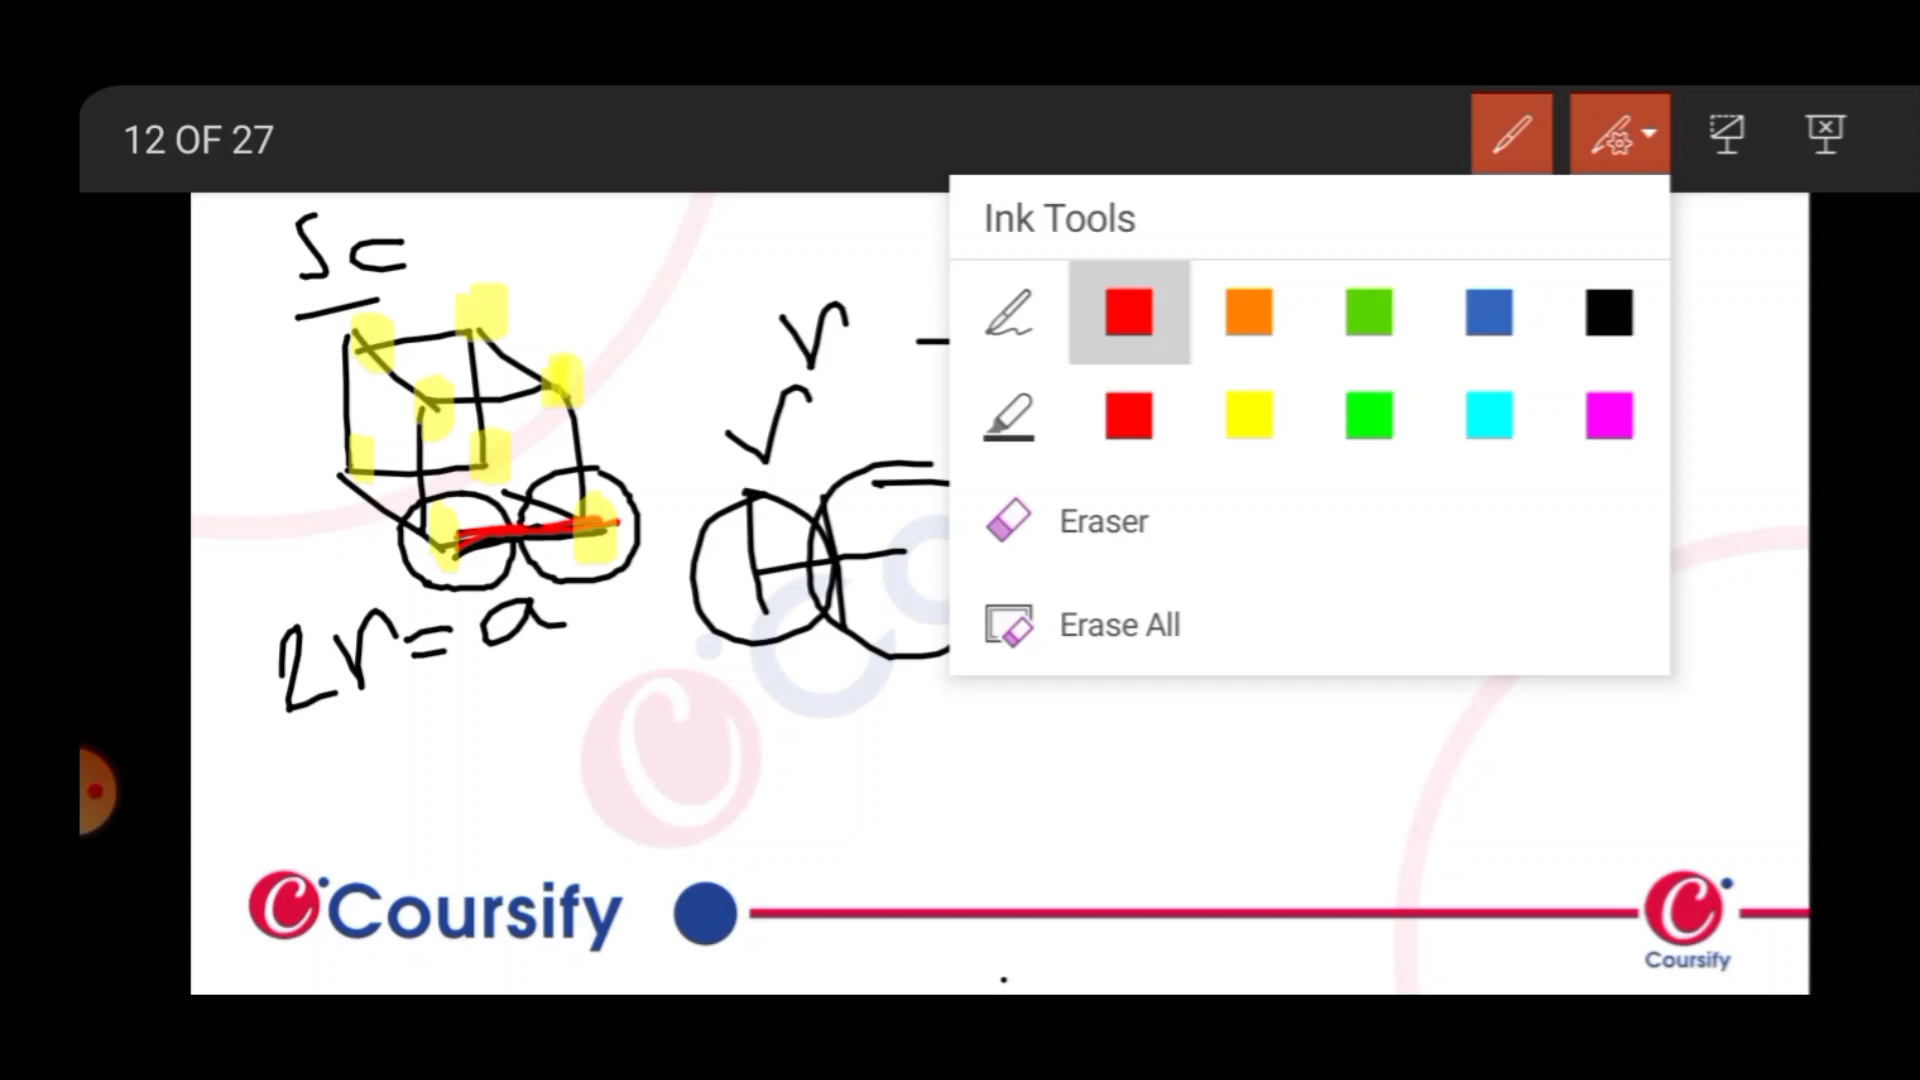 12 OF 27
Ink Tools
SC
r
r
Eraser
2r = a
Erase All
Coursify
Coursify